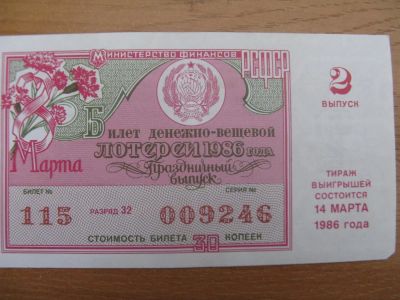 Министерство финансов РСФСР
8 Марта
Билет денежно-вещевой
лотереи 1986 года
Праздничный
выпуск
БИЛЕТ № СЕРИЯ №
115 РАЗРЯД 32 009246
СТОИМОСТЬ БИЛЕТА 30 КОПЕЕК
2
ВЫПУСК
ТИРАЖ
ВЫИГРЫШЕЙ
СОСТОИТСЯ
14 МАРТА
1986 года